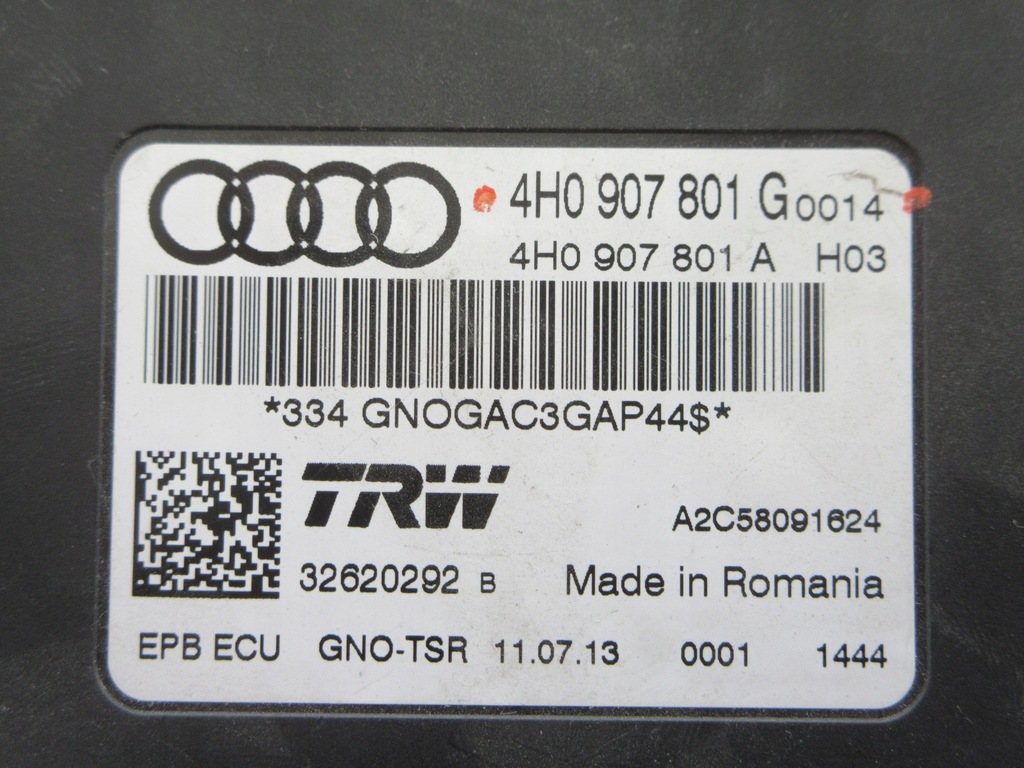 4H0 907 801 G 0014
4H0 907 801 A H03
*334 GNOGAC3GAP44$*
TRW
A2C58091624
32620292 B Made in Romania
EPB ECU GNO-TSR 11.07.13 0001 1444